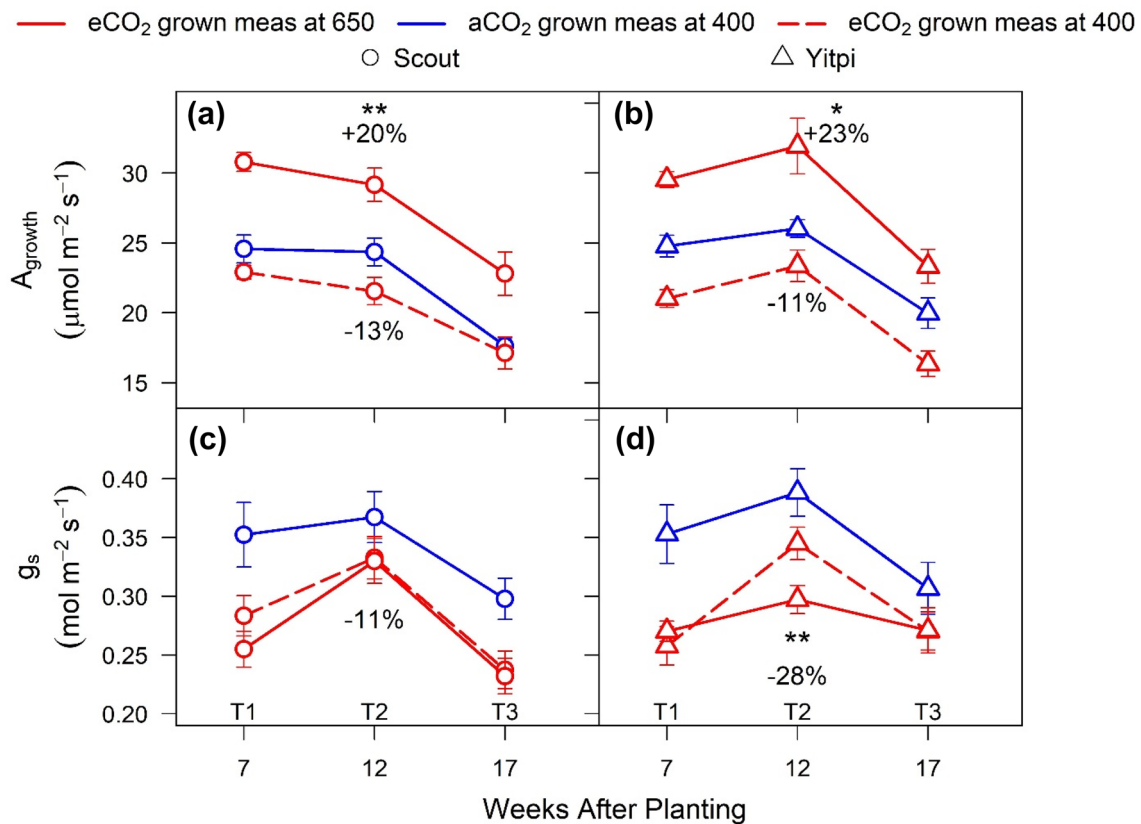 eCO₂ grown meas at 650 aCO₂ grown meas at 400 eCO₂ grown meas at 400
Scout Yitpi
(a) ** +20% -13%
(b) * +23% -11%
A_growth
(μmol m⁻² s⁻¹)
30
25
20
15
(c) -11%
(d) ** -28%
g_s
(mol m⁻² s⁻¹)
0.40
0.35
0.30
0.25
0.20
T1 T2 T3 T1 T2 T3
7 12 17 7 12 17
Weeks After Planting